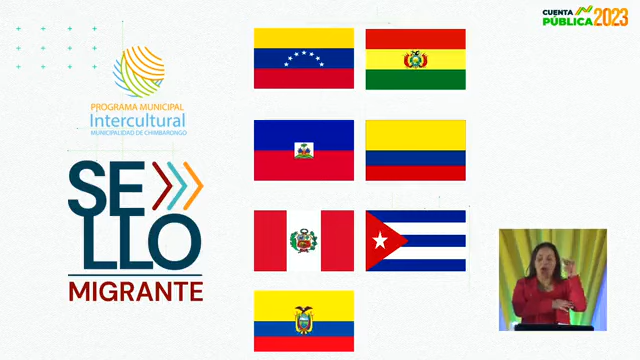 CUENTA
PÚBLICA 2023
PROGRAMA MUNICIPAL
Intercultural
MUNICIPALIDAD DE CHIMBARONGO
SE
LLO
MIGRANTE